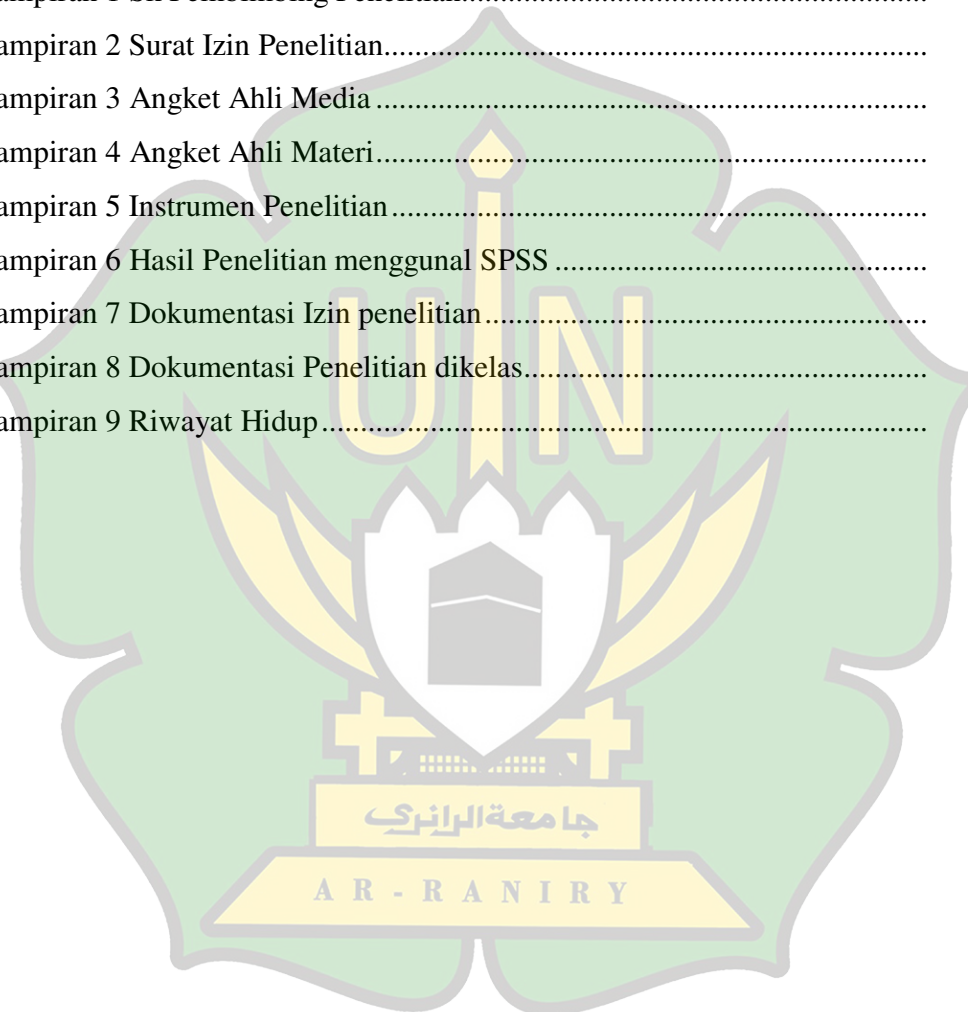 ampiran 2 Surat Izin Penelitian
ampiran 3 Angket Ahli Media
ampiran 4 Angket Ahli Materi
ampiran 5 Instrumen Penelitian
ampiran 6 Hasil Penelitian menggunal SPSS
ampiran 7 Dokumentasi Izin penelitian
ampiran 8 Dokumentasi Penelitian dikelas
ampiran 9 Riwayat Hidup
UIN
جامعة الرانري
AR-RANIRY